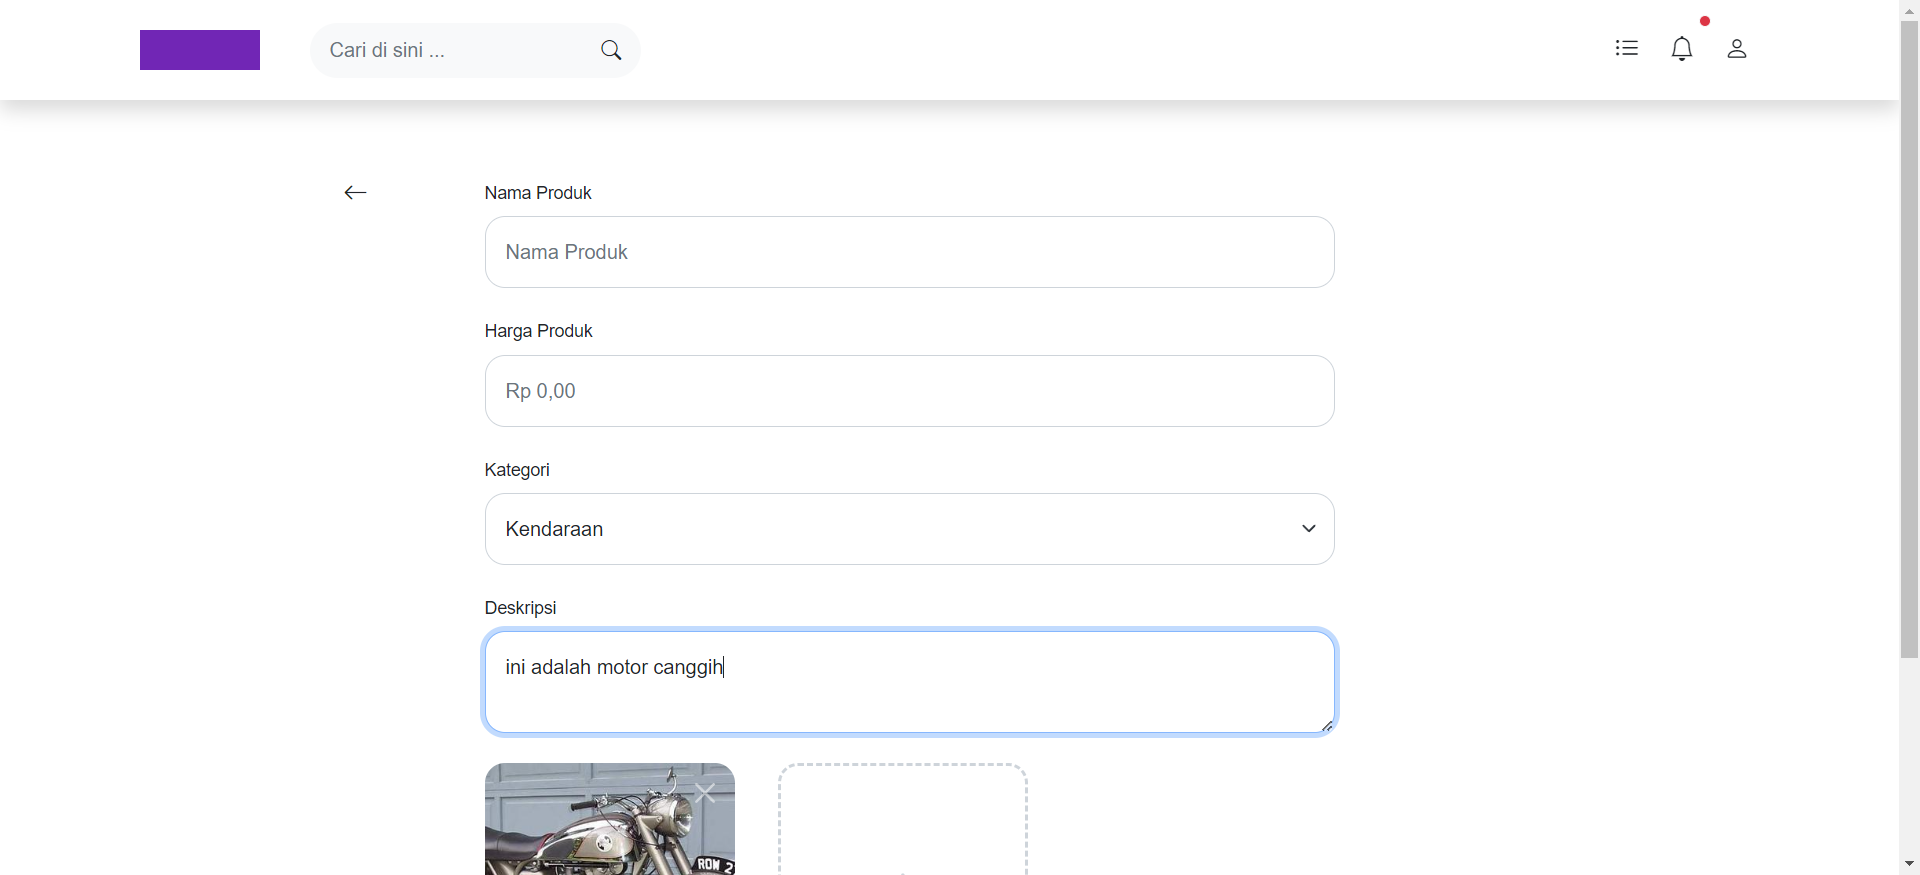 Cari di sini ...
Nama Produk
Nama Produk
Harga Produk
Rp 0,00
Kategori
Kendaraan
Deskripsi
ini adalah motor canggih
ROW 2